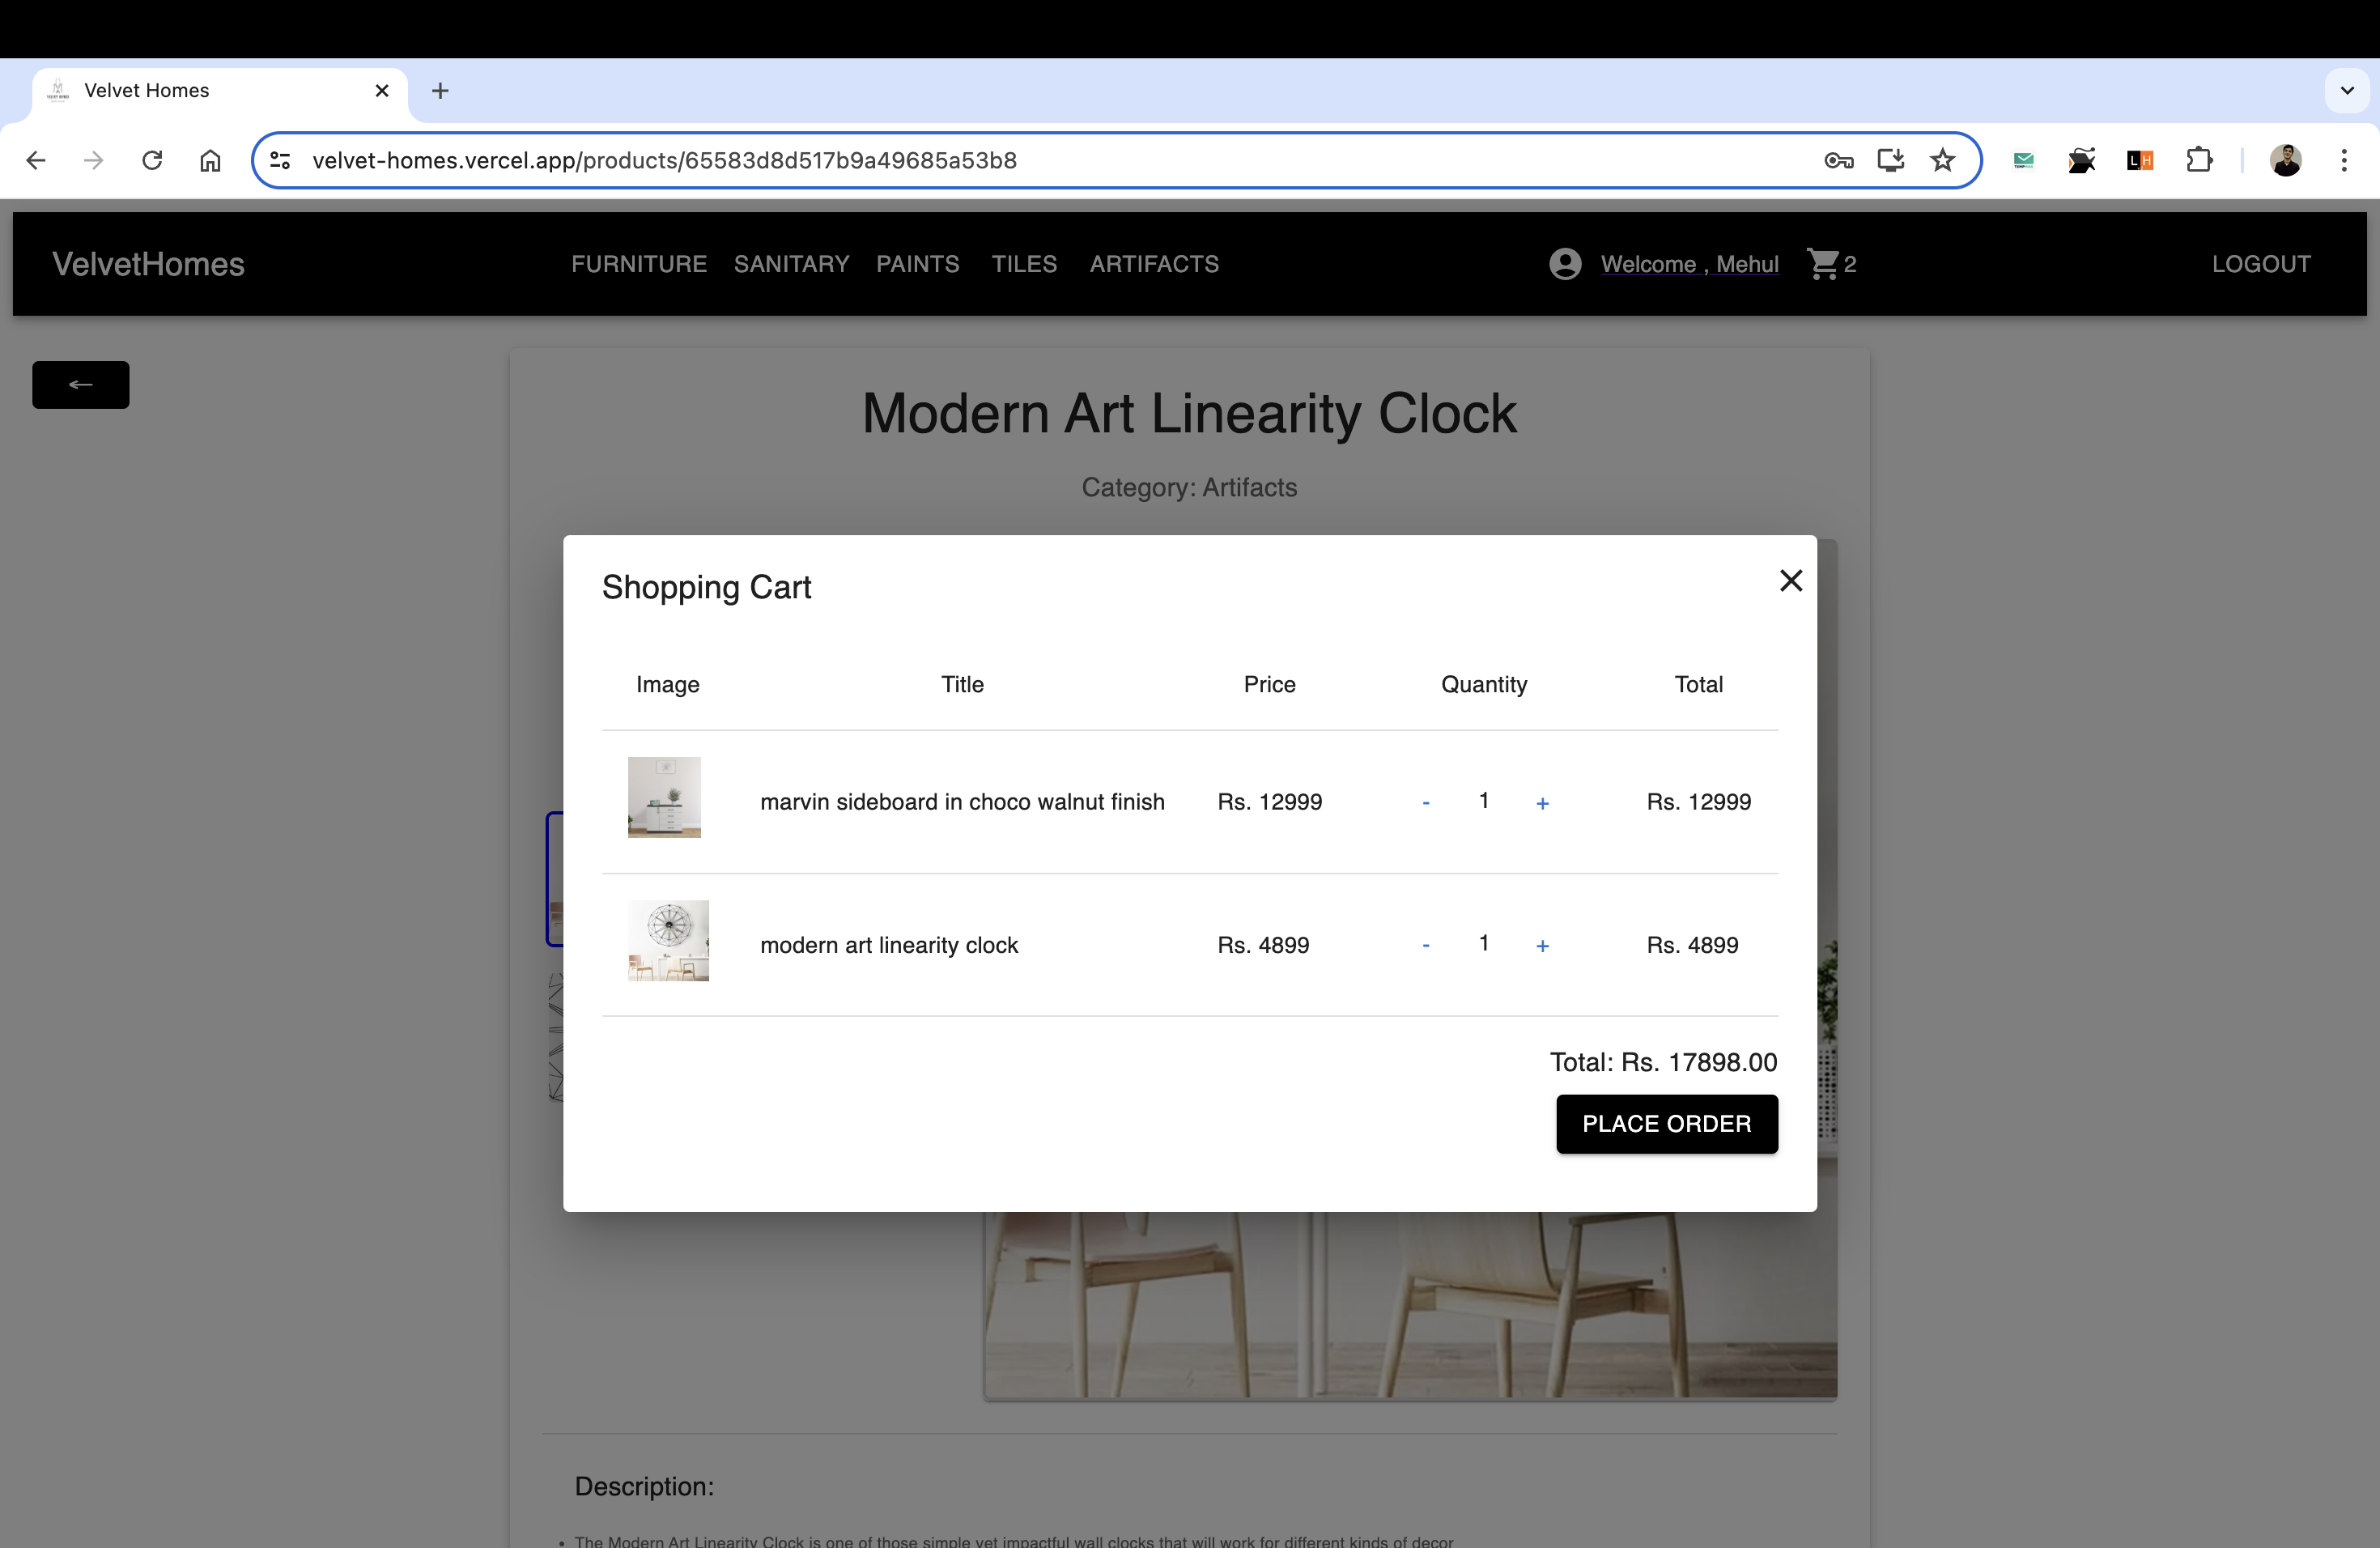 Velvet Homes
velvet-homes.vercel.app/products/65583d8d517b9a49685a53b8
VelvetHomes
FURNITURE SANITARY PAINTS TILES ARTIFACTS
Welcome , Mehul
2
LOGOUT
Modern Art Linearity Clock
Category: Artifacts
Shopping Cart
Image Title Price Quantity Total
marvin sideboard in choco walnut finish Rs. 12999 - 1 + Rs. 12999
modern art linearity clock Rs. 4899 - 1 + Rs. 4899
Total: Rs. 17898.00
PLACE ORDER
Description:
• The Modern Art Linearity Clock is one of those simple yet impactful wall clocks that will work for different kinds of decor